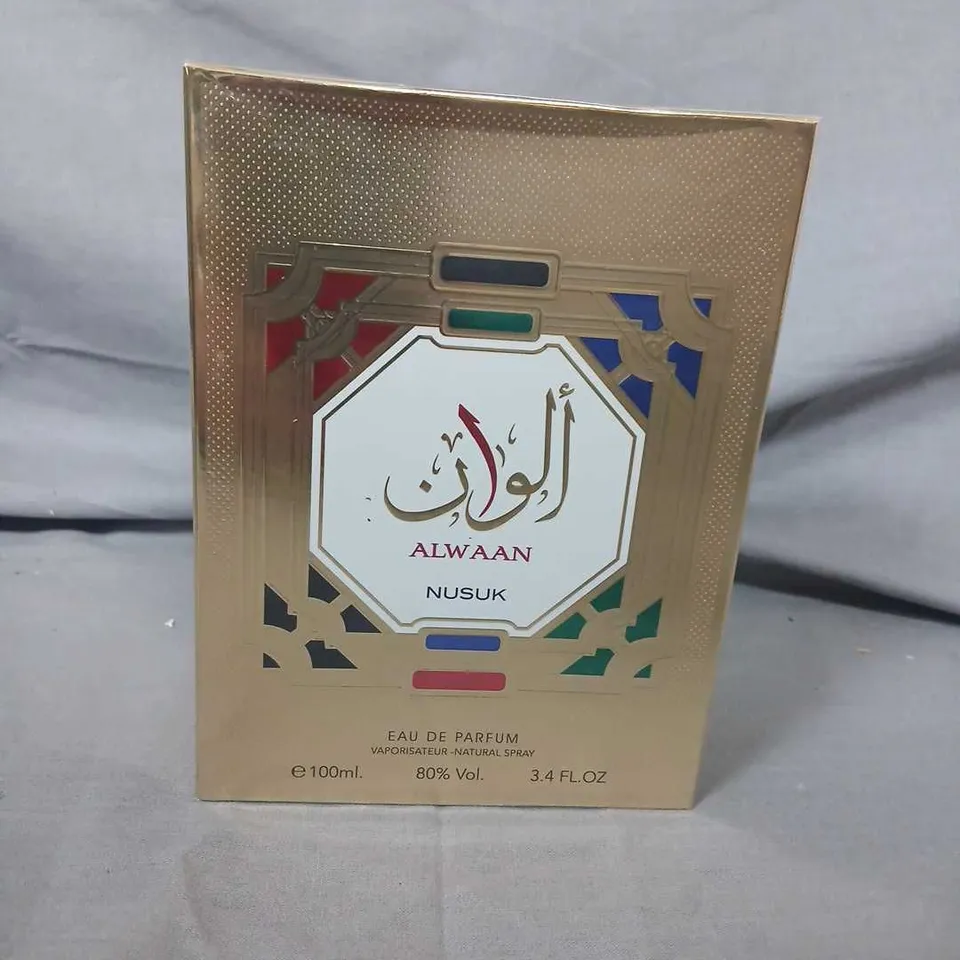 ألوان
ALWAAN
NUSUK
EAU DE PARFUM
VAPORISATEUR -NATURAL SPRAY
℮100ml. 80% Vol. 3.4 FL.OZ